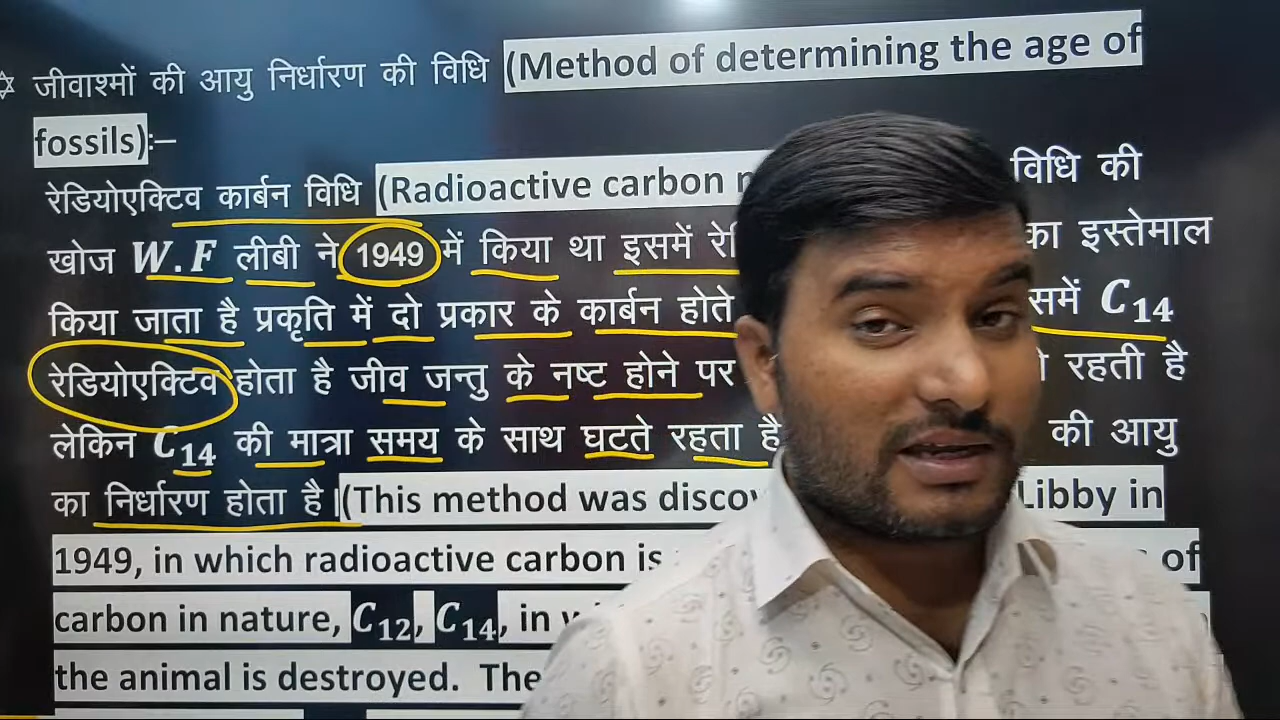 जीवाश्मों की आयु निर्धारण की विधि (Method of determining the age of
fossils):–
रेडियोएक्टिव कार्बन विधि (Radioactive carbon विधि की
खोज W.F लीबी ने 1949 में किया था इसमें का इस्तेमाल
किया जाता है प्रकृति में दो प्रकार के कार्बन होते C14
रेडियोएक्टिव होता है जीव जन्तु के नष्ट होने पर रहती है
लेकिन C14 की मात्रा समय के साथ घटते रहता है की आयु
का निर्धारण होता है।(This method was Libby in
1949, in which radioactive carbon is of
carbon in nature, C12, C14, in
the animal is destroyed. The